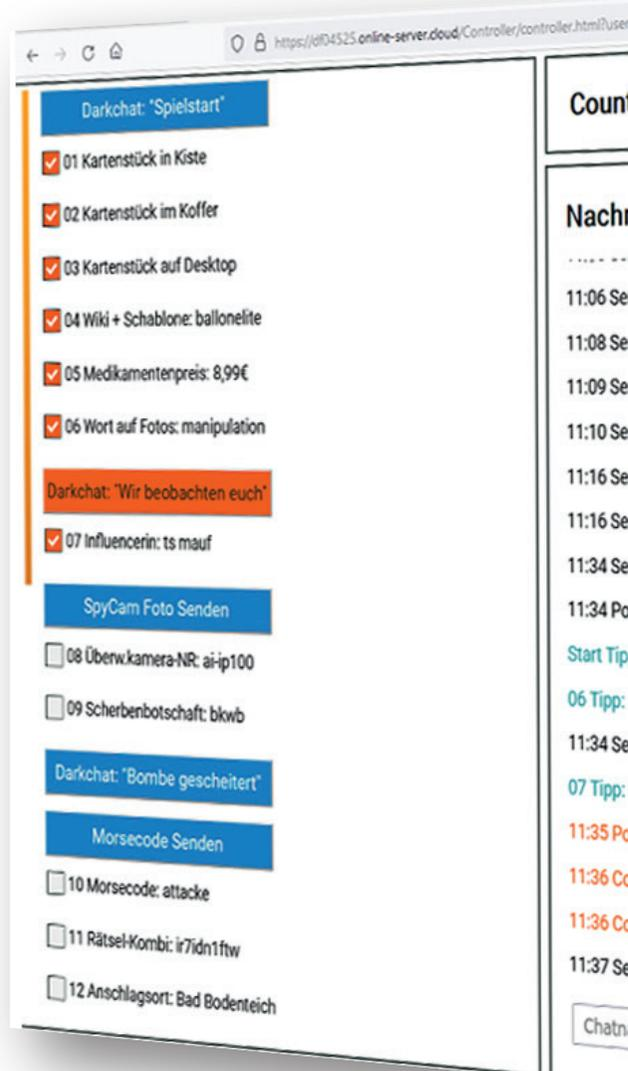 https://df04525.online-server.cloud/Controller/controller.html?user
Darkchat: "Spielstart"
01 Kartenstück in Kiste
02 Kartenstück im Koffer
03 Kartenstück auf Desktop
04 Wiki + Schablone: ballonelite
05 Medikamentenpreis: 8,99€
06 Wort auf Fotos: manipulation
Darkchat: "Wir beobachten euch"
07 Influencerin: ts mauf
SpyCam Foto Senden
08 Überw.kamera-NR: ai-ip100
09 Scherbenbotschaft: bkwb
Darkchat: "Bombe gescheitert"
Morsecode Senden
10 Morsecode: attacke
11 Rätsel-Kombi: ir7idn1ftw
12 Anschlagsort: Bad Bodenteich
Count
Nachr
11:06 Se
11:08 Se
11:09 Se
11:10 Se
11:16 Se
11:16 Se
11:34 Se
11:34 Po
Start Tip
06 Tipp:
11:34 Se
07 Tipp:
11:35 Po
11:36 Co
11:36 Co
11:37 Se
Chatna